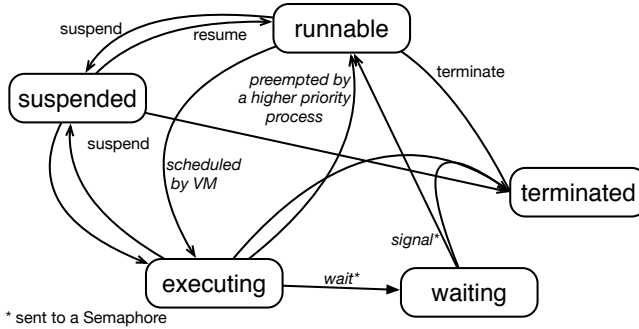 suspend
resume
runnable
preempted by
a higher priority
process
terminate
suspended
suspend
scheduled
by VM
terminated
signal*
executing
wait*
waiting
* sent to a Semaphore